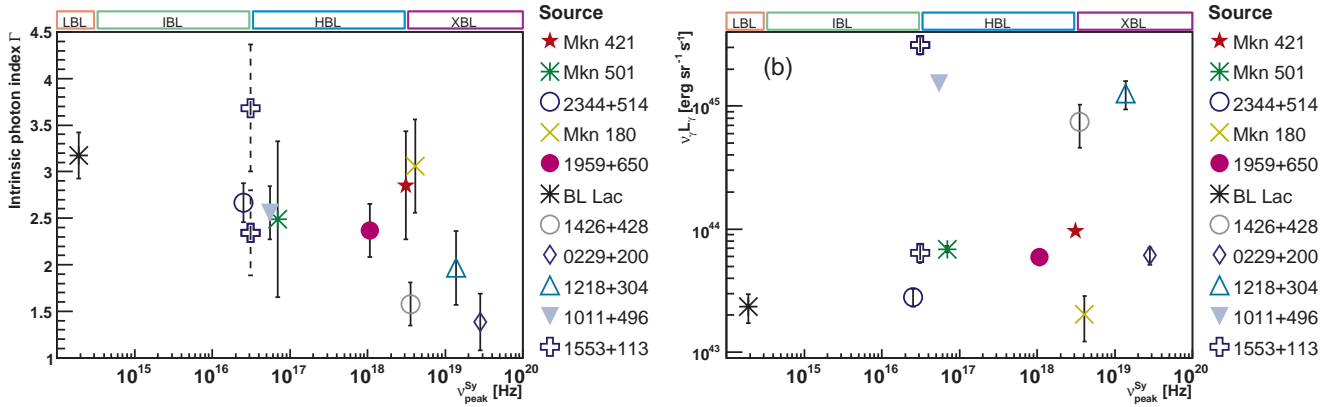 LBL IBL HBL XBL
Intrinsic photon index Γ
4.5
4
3.5
3
2.5
2
1.5
1
10^15 10^16 10^17 10^18 10^19 10^20
ν^Sy_peak [Hz]
Source
Mkn 421
Mkn 501
2344+514
Mkn 180
1959+650
BL Lac
1426+428
0229+200
1218+304
1011+496
1553+113
LBL IBL HBL XBL
(b)
ν_γL_γ [erg sr^-1 s^1]
10^45
10^44
10^43
10^15 10^16 10^17 10^18 10^19 10^20
ν^Sy_peak [Hz]
Source
Mkn 421
Mkn 501
2344+514
Mkn 180
1959+650
BL Lac
1426+428
0229+200
1218+304
1011+496
1553+113